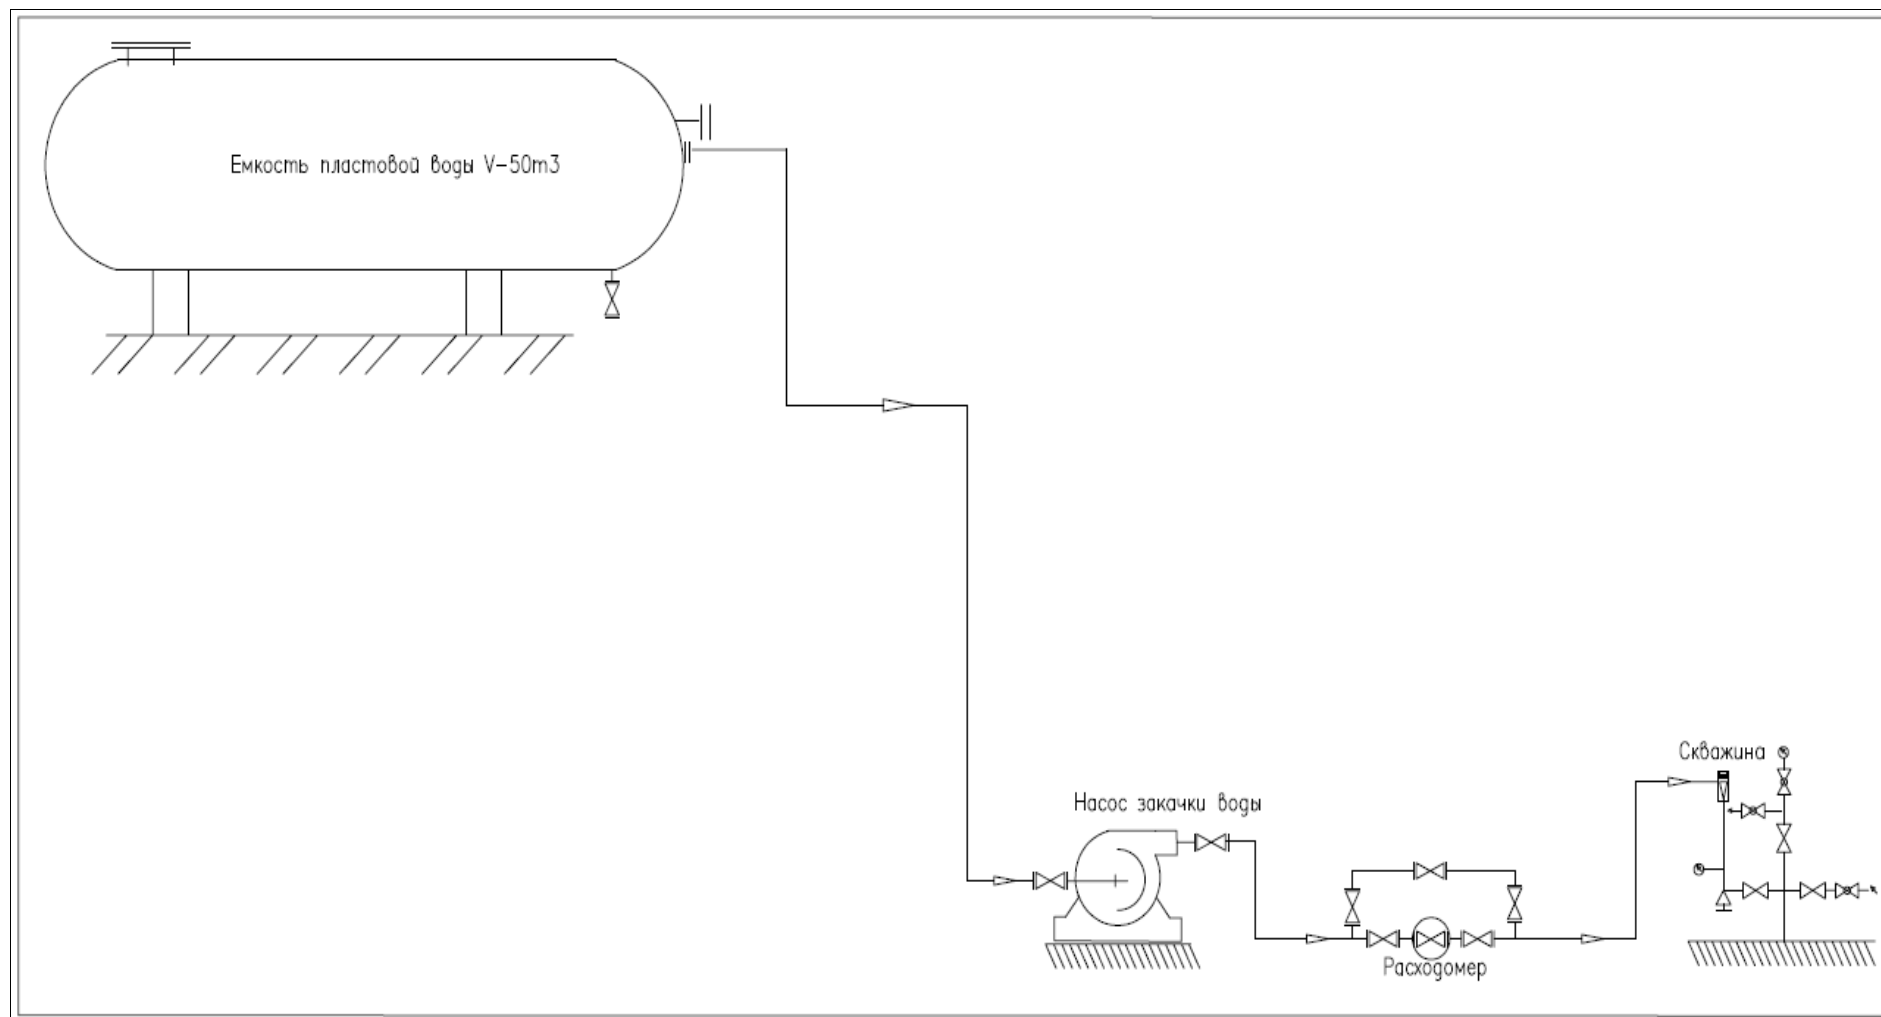 Емкость пластовой воды V-50m3
Скважина
Насос закачки воды
Расходомер